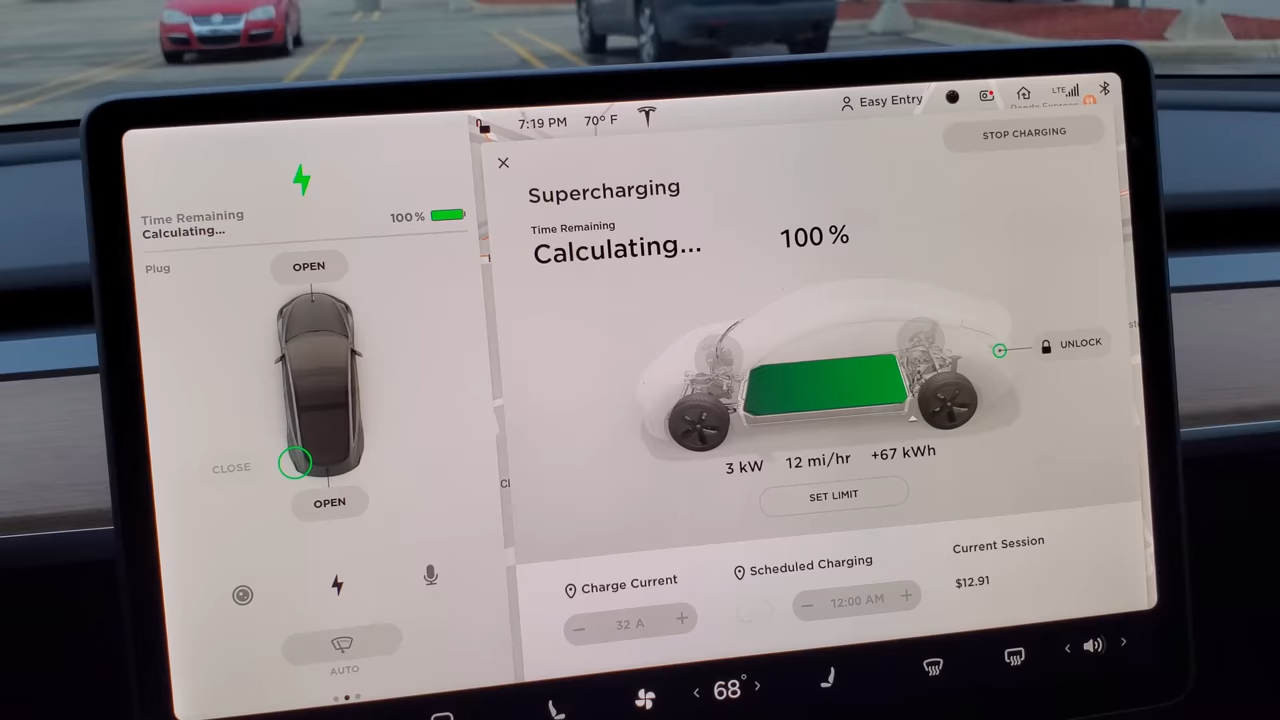 7:19 PM 70° F
Easy Entry
LTE
STOP CHARGING
Time Remaining
Calculating...
100%
Plug
OPEN
CLOSE
OPEN
AUTO
Supercharging
Time Remaining
Calculating...
100 %
UNLOCK
3 kW 12 mi/hr +67 kWh
SET LIMIT
Charge Current
32 A
Scheduled Charging
12:00 AM
Current Session
$12.91
68°